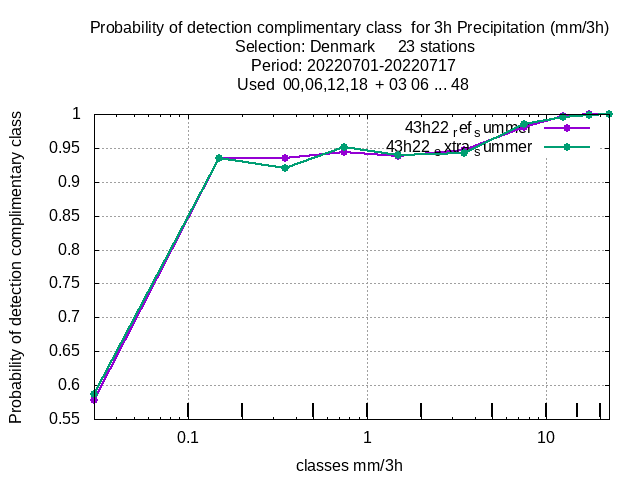 Probability of detection complimentary class  for 3h Precipitation (mm/3h)
Selection: Denmark     23 stations
Period: 20220701-20220717
Used  00,06,12,18  + 03 06 ... 48
Probability of detection complimentary class
1
0.95
0.9
0.85
0.8
0.75
0.7
0.65
0.6
0.55
43h22_ref_summer
43h22_extra_summer
0.1
1
10
classes mm/3h